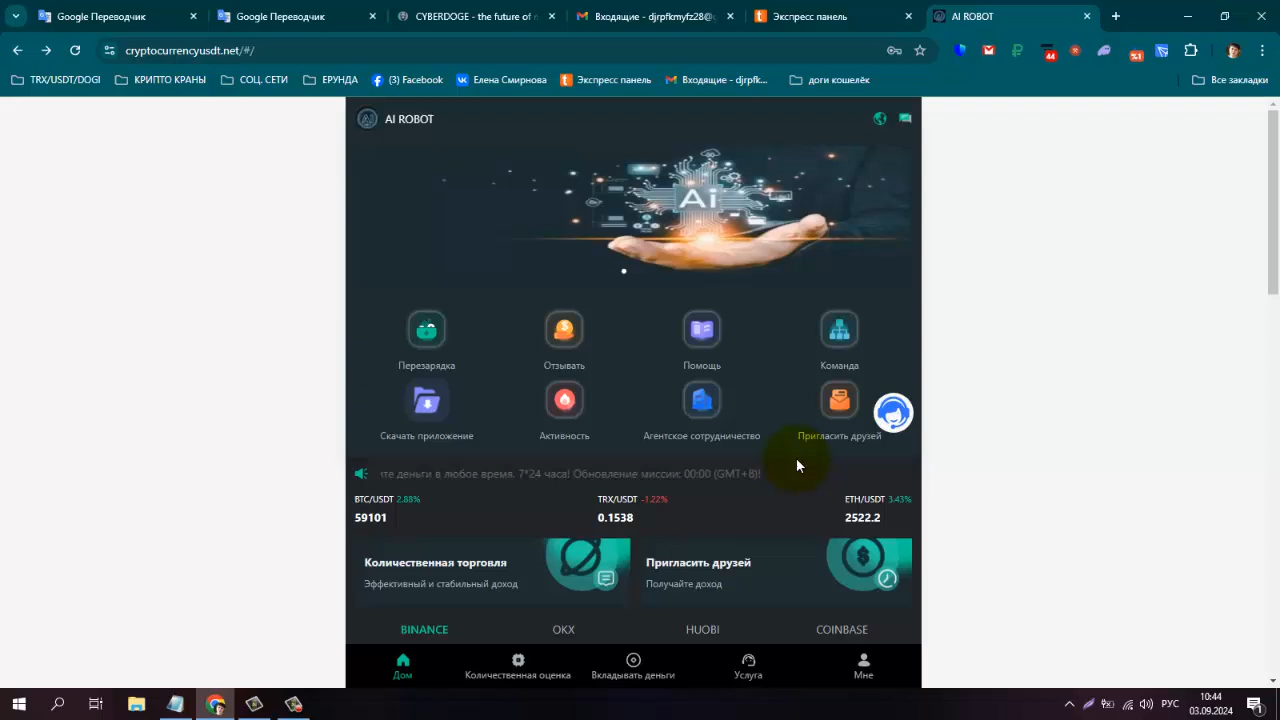 Google Переводчик
Google Переводчик
CYBERDOGE - the future of
Входящие - djrpfkmyfz28@
Экспресс панель
AI ROBOT
cryptocurrencyusdt.net/#/
44
3.1
TRX/USDT/DOGI
КРИПТО КРАНЫ
СОЦ. СЕТИ
ЕРУНДА
(3) Facebook
Елена Смирнова
Экспресс панель
Входящие - djrpfk...
доги кошелёк
Все закладки
AI ROBOT
Ai
Перезарядка
Отзывать
Помощь
Команда
Скачать приложение
Активность
Агентское сотрудничество
Пригласить друзей
те деньги в любое время. 7*24 часа! Обновление миссии: 00:00 (GMT+8)!
BTC/USDT 2.88%
TRX/USDT -1.22%
ETH/USDT 3.43%
59101
0.1538
2522.2
Количественная торговля
Эффективный и стабильный доход
Пригласить друзей
Получайте доход
BINANCE
OKX
HUOBI
COINBASE
Дом
Количественная оценка
Вкладывать деньги
Услуга
Мне
РУС
10:44
03.09.2024